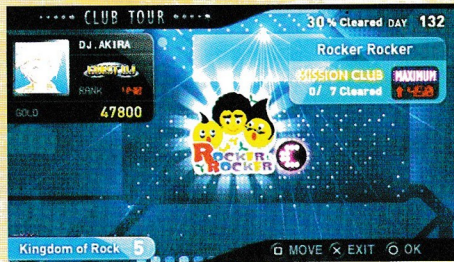 CLUB TOUR
30 % Cleared DAY 132
DJ.AKIRA
RANK
GOLD 47800
Rocker Rocker
MISSION CLUB MAXIMUM
0/ 7 Cleared
ROCKER
ROCKER
Kingdom of Rock 5
□ MOVE × EXIT ○ OK